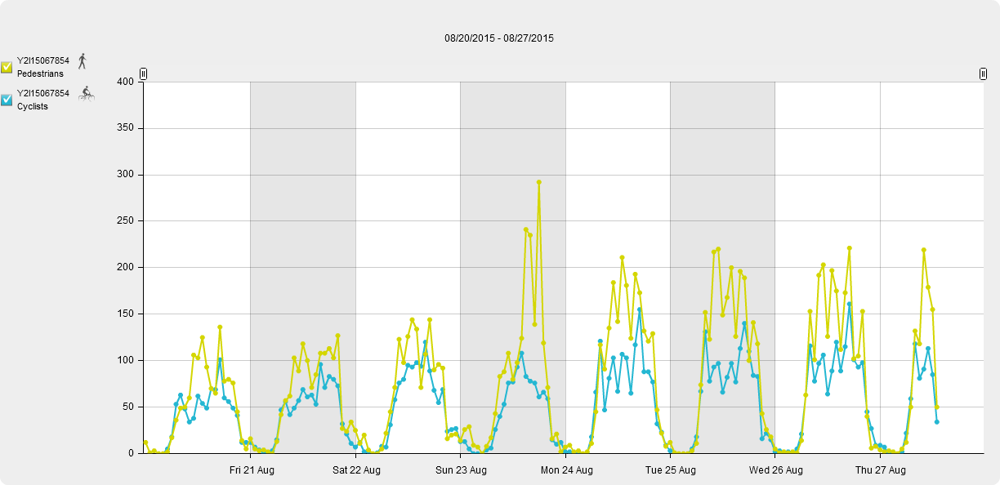 08/20/2015 - 08/27/2015
Y2I15067854
Pedestrians
Y2I15067854
Cyclists
400
350
300
250
200
150
100
50
0
Fri 21 Aug Sat 22 Aug Sun 23 Aug Mon 24 Aug Tue 25 Aug Wed 26 Aug Thu 27 Aug